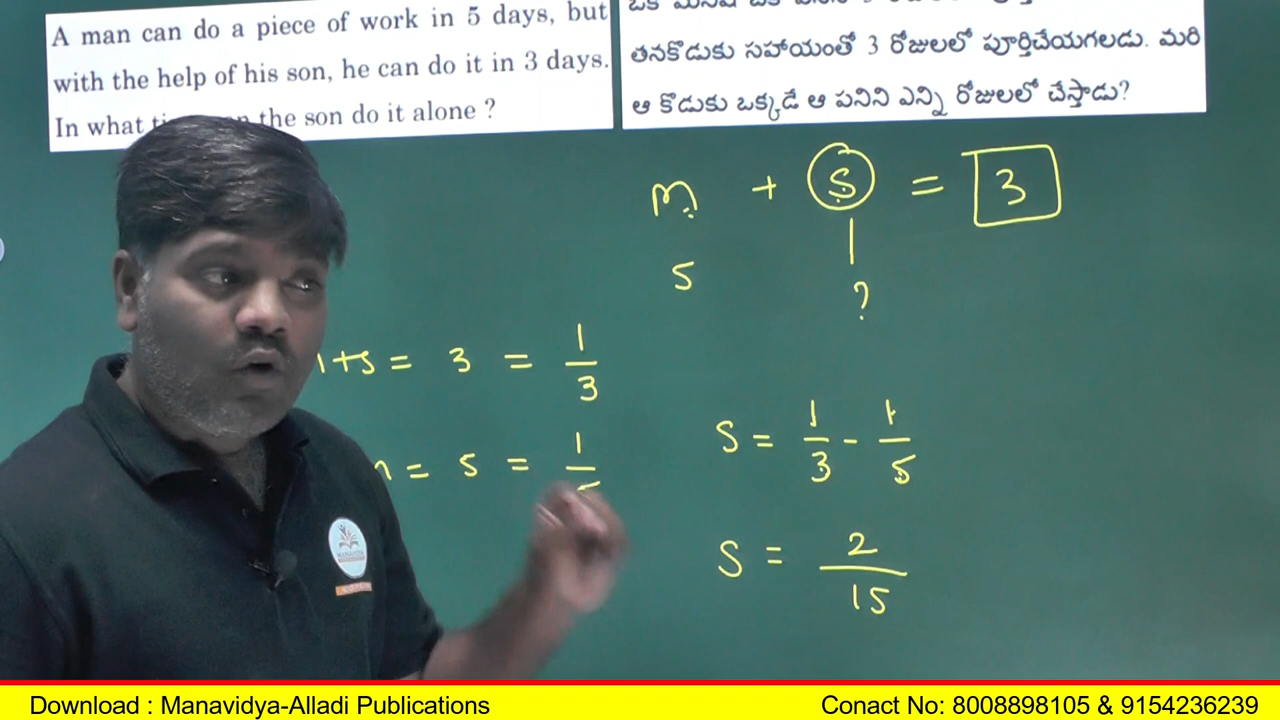 A man can do a piece of work in 5 days, but
with the help of his son, he can do it in 3 days.
In what the son do it alone ?
తనకొడుకు సహాయంతో 3 రోజులలో పూర్తిచేయగలడు. మరి
ఆ కొడుకు ఒక్కడే ఆ పనిని ఎన్ని రోజులలో చేస్తాడు?
m + S = 3
5
?
+S = 3 = 1/3
= 5 = 1/
S = 1/3 - 1/5
S = 2/15
MANAVIDYA
Download : Manavidya-Alladi Publications
Conact No: 8008898105 & 9154236239